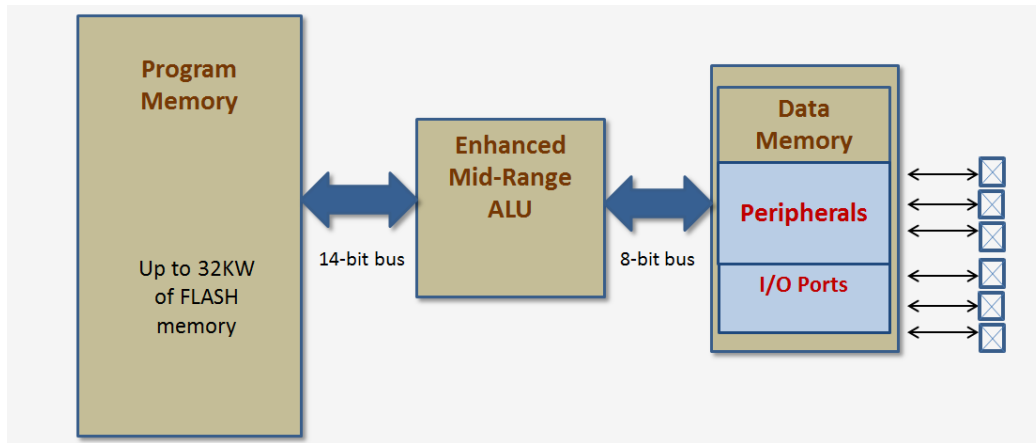 Program
Memory
Up to 32KW
of FLASH
memory
14-bit bus
Enhanced
Mid-Range
ALU
8-bit bus
Data
Memory
Peripherals
I/O Ports